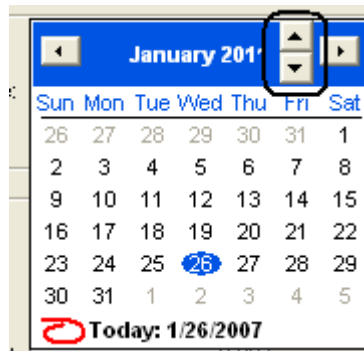 January 201
Sun Mon Tue Wed Thu Fri Sat
26 27 28 29 30 31 1
2 3 4 5 6 7 8
9 10 11 12 13 14 15
16 17 18 19 20 21 22
23 24 25 26 27 28 29
30 31 1 2 3 4 5
Today: 1/26/2007